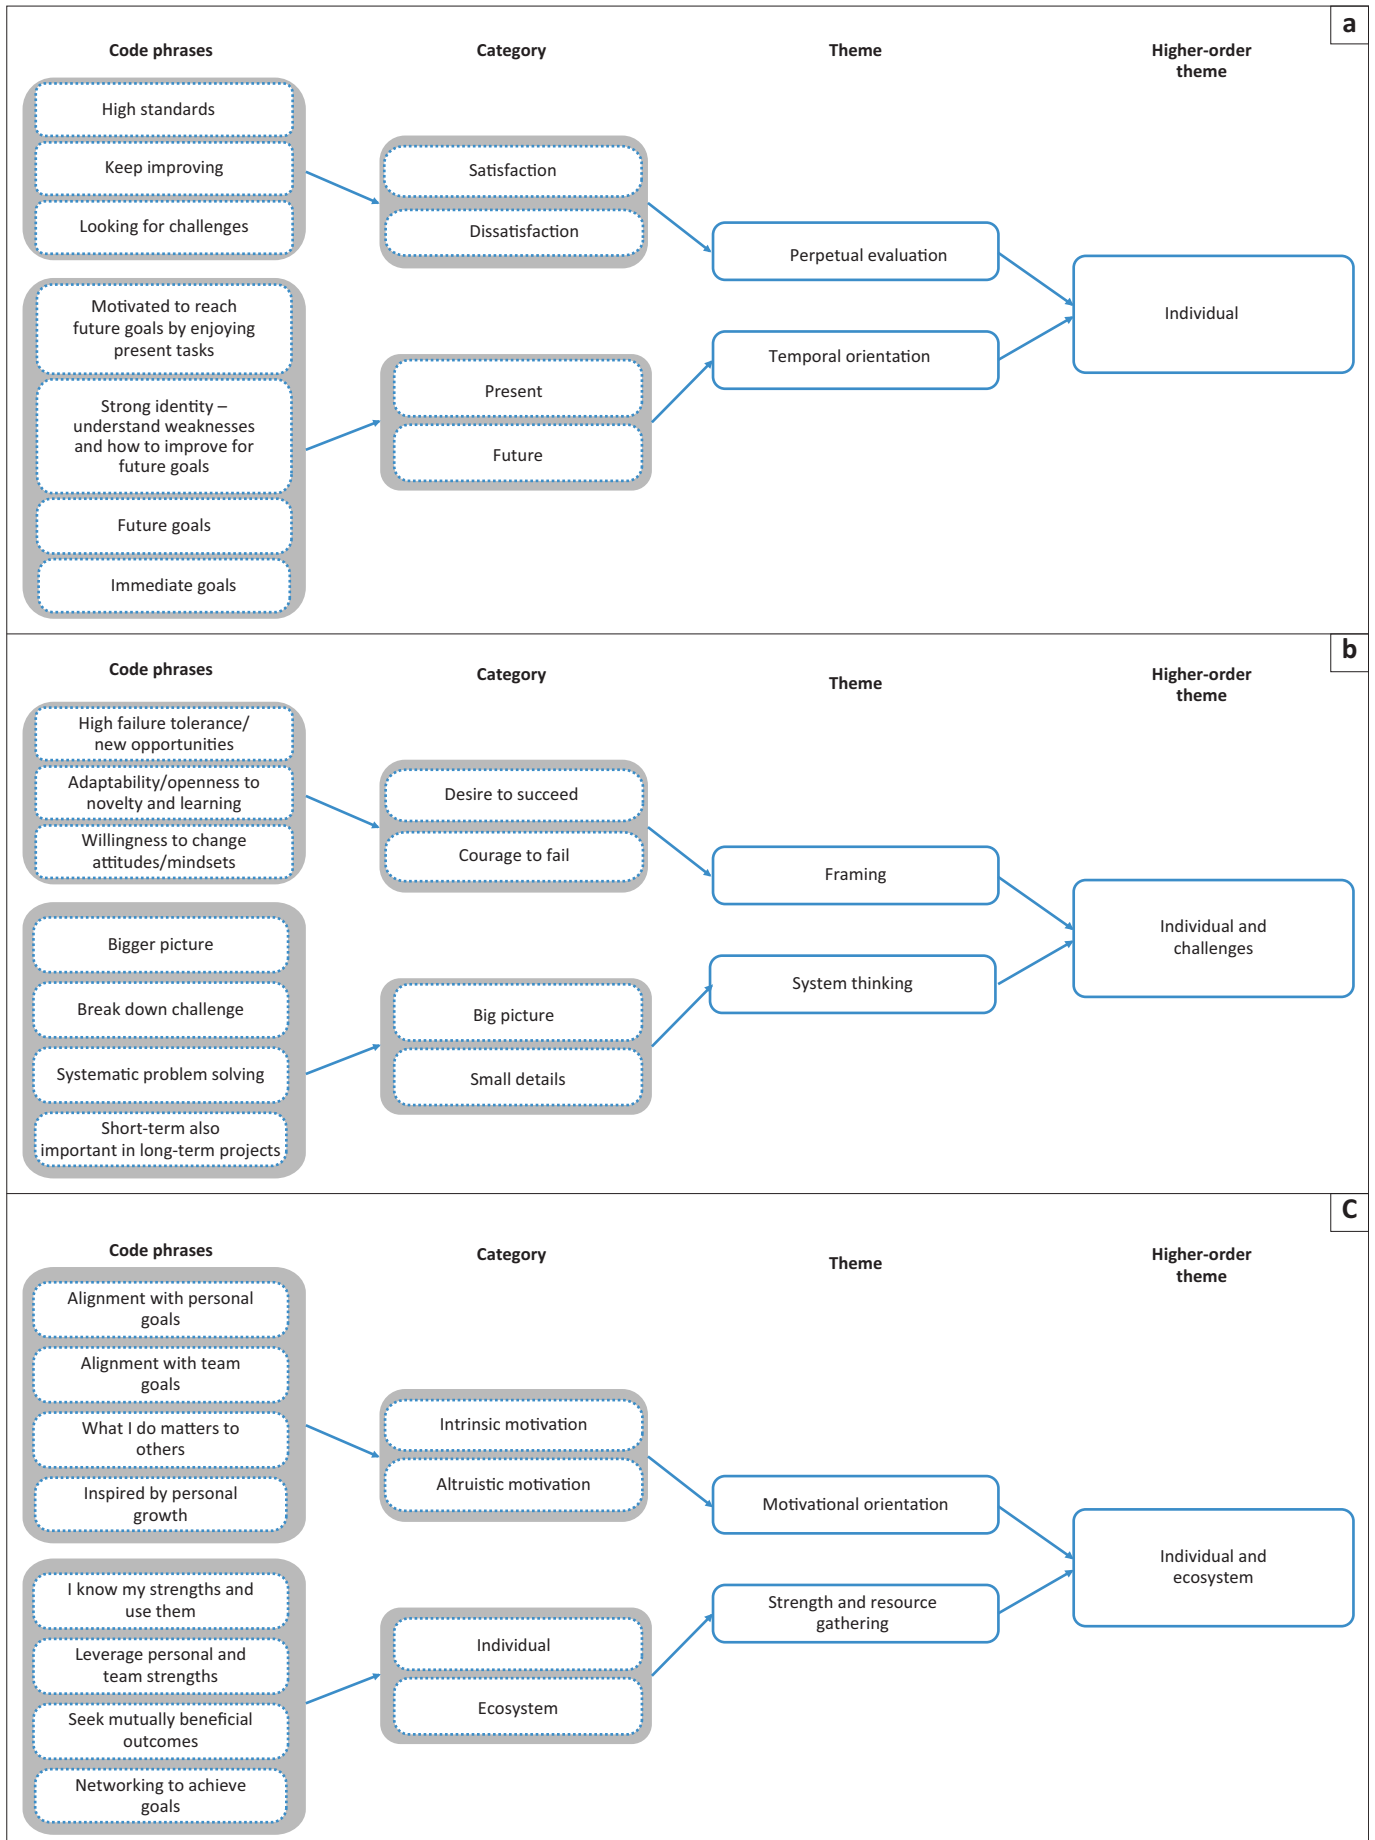 a
Code phrases
Category
Theme
Higher-order
theme
High standards
Keep improving
Looking for challenges
Satisfaction
Dissatisfaction
Perpetual evaluation
Individual
Motivated to reach
future goals by enjoying
present tasks
Strong identity –
understand weaknesses
and how to improve for
future goals
Future goals
Immediate goals
Present
Future
Temporal orientation
b
Code phrases
Category
Theme
Higher-order
theme
High failure tolerance/
new opportunities
Adaptability/openness to
novelty and learning
Willingness to change
attitudes/mindsets
Desire to succeed
Courage to fail
Framing
Individual and
challenges
Bigger picture
Break down challenge
Systematic problem solving
Short-term also
important in long-term projects
Big picture
Small details
System thinking
C
Code phrases
Category
Theme
Higher-order
theme
Alignment with personal
goals
Alignment with team
goals
What I do matters to
others
Inspired by personal
growth
Intrinsic motivation
Altruistic motivation
Motivational orientation
Individual and
ecosystem
I know my strengths and
use them
Leverage personal and
team strengths
Seek mutually beneficial
outcomes
Networking to achieve
goals
Individual
Ecosystem
Strength and resource
gathering